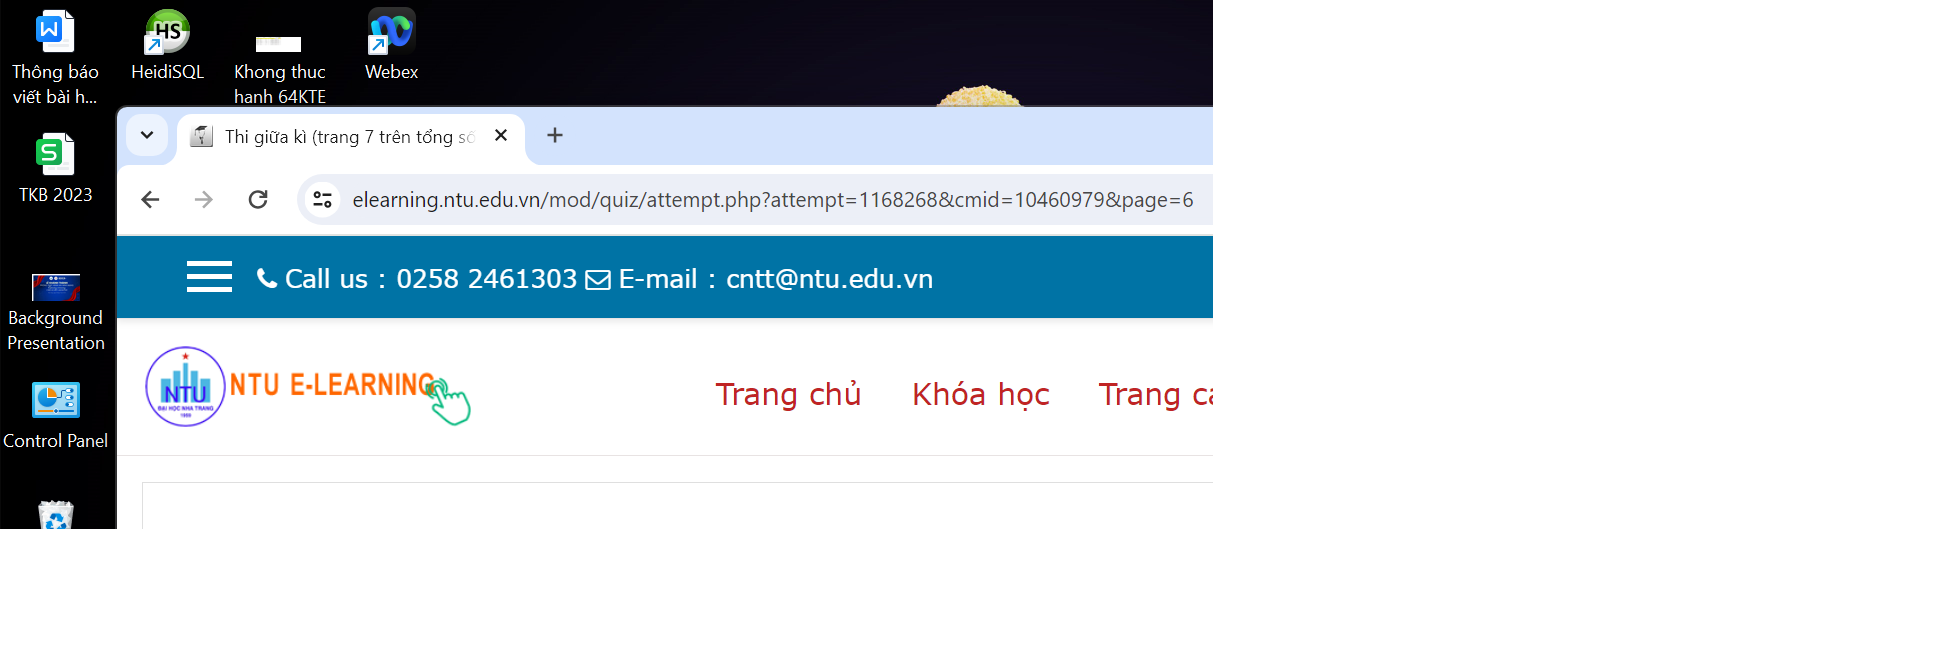 Thông báo
viết bài h...
HeidiSQL
Khong thuc
hanh 64KTE
Webex
TKB 2023
Background
Presentation
Control Panel
Thi giữa kì (trang 7 trên tổng số
elearning.ntu.edu.vn/mod/quiz/attempt.php?attempt=1168268&cmid=10460979&page=6
Call us : 0258 2461303 E-mail : cntt@ntu.edu.vn
NTU
ĐẠI HỌC NHA TRANG
1959
NTU E-LEARNING
Trang chủ Khóa học Trang cá